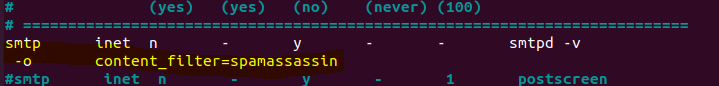 #               (yes)   (yes)   (no)    (never) (100)
# ==========================================================================
smtp      inet  n       -       y       -       -       smtpd -v
 -o       content_filter=spamassassin
#smtp      inet  n       -       y       -       1       postscreen